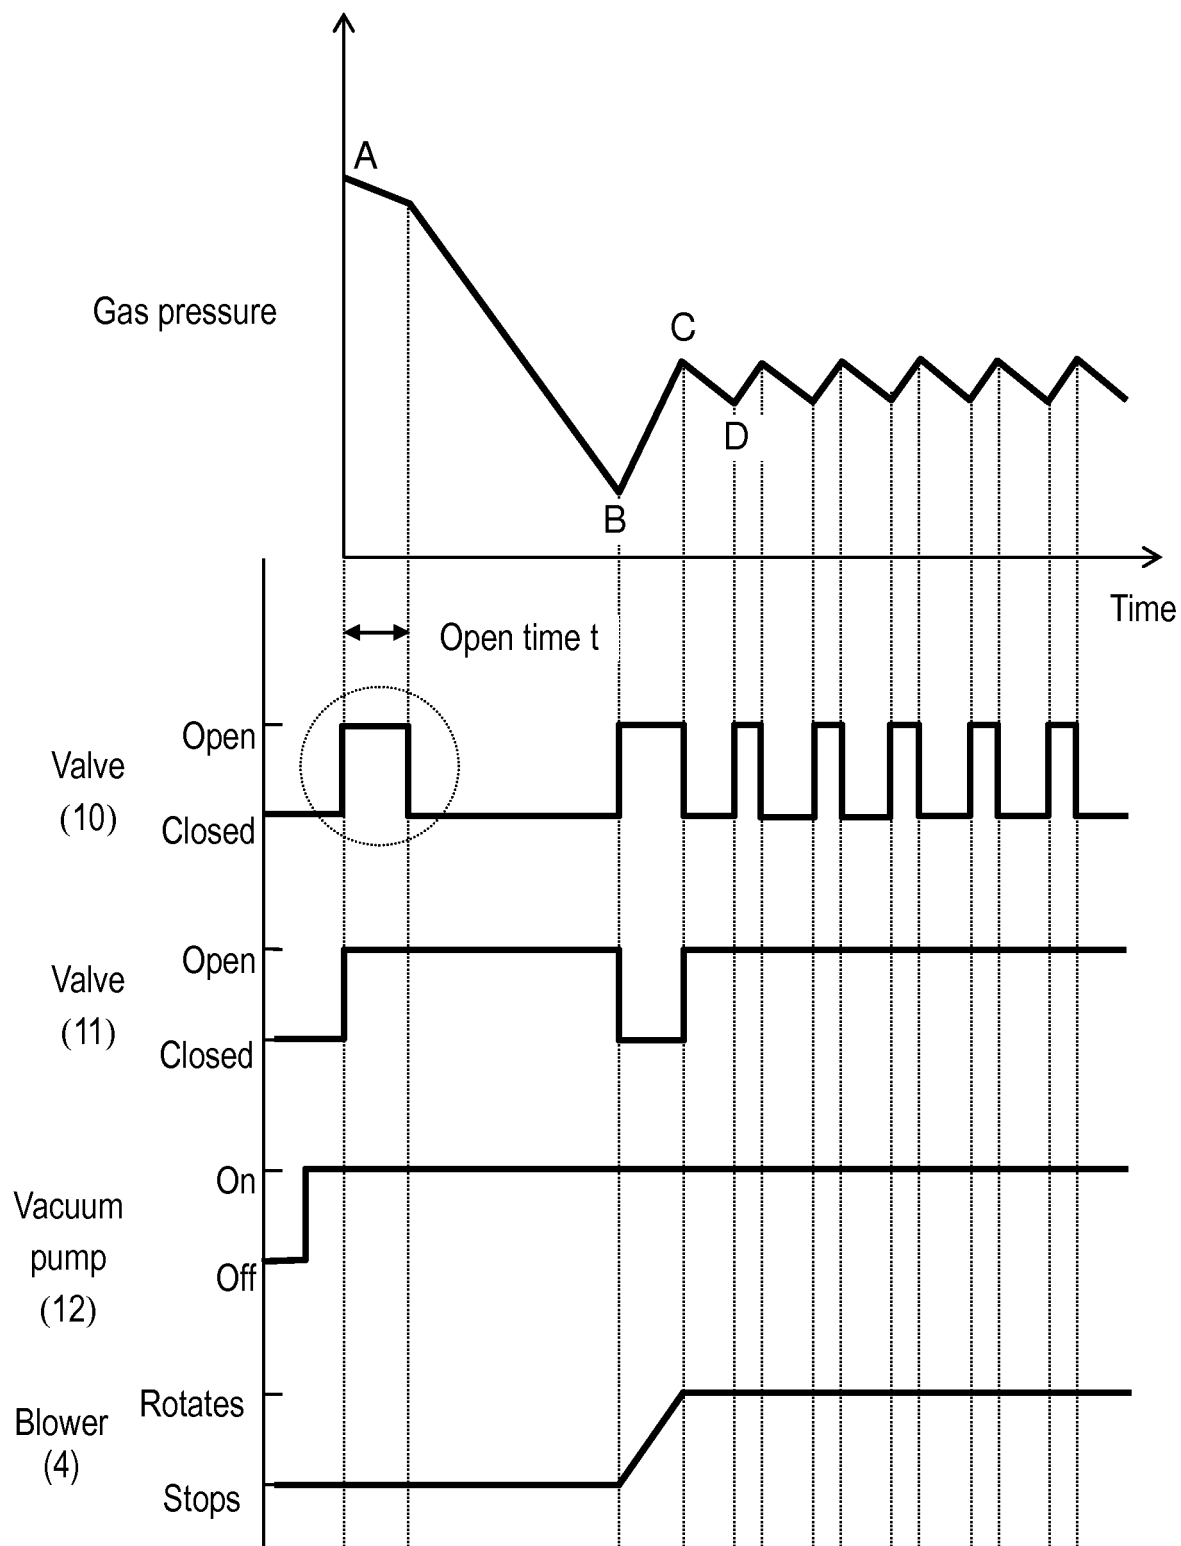 A
Gas pressure
C
D
B
Time
Open time t
Open
Valve
(10)
Closed
Open
Valve
(11)
Closed
On
Vacuum
pump
Off
(12)
Rotates
Blower
(4)
Stops